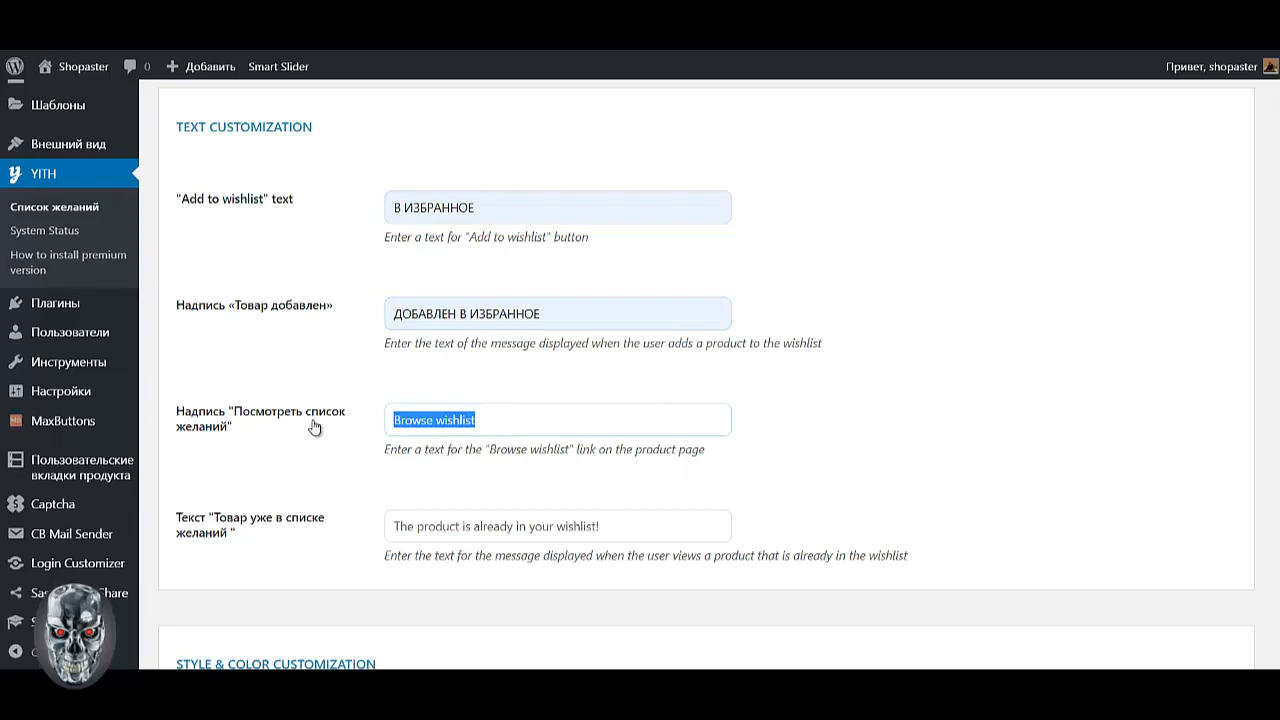 Shopaster
0
Добавить
Smart Slider
Привет, shopaster
Шаблоны
Внешний вид
YITH
Список желаний
System Status
How to install premium
version
Плагины
Пользователи
Инструменты
Настройки
MaxButtons
Пользовательские
вкладки продукта
Captcha
CB Mail Sender
Login Customizer
TEXT CUSTOMIZATION
"Add to wishlist" text
В ИЗБРАННОЕ
Enter a text for "Add to wishlist" button
Надпись «Товар добавлен»
ДОБАВЛЕН В ИЗБРАННОЕ
Enter the text of the message displayed when the user adds a product to the wishlist
Надпись "Посмотреть список
желаний"
Browse wishlist
Enter a text for the "Browse wishlist" link on the product page
Текст "Товар уже в списке
желаний "
The product is already in your wishlist!
Enter the text for the message displayed when the user views a product that is already in the wishlist
STYLE & COLOR CUSTOMIZATION